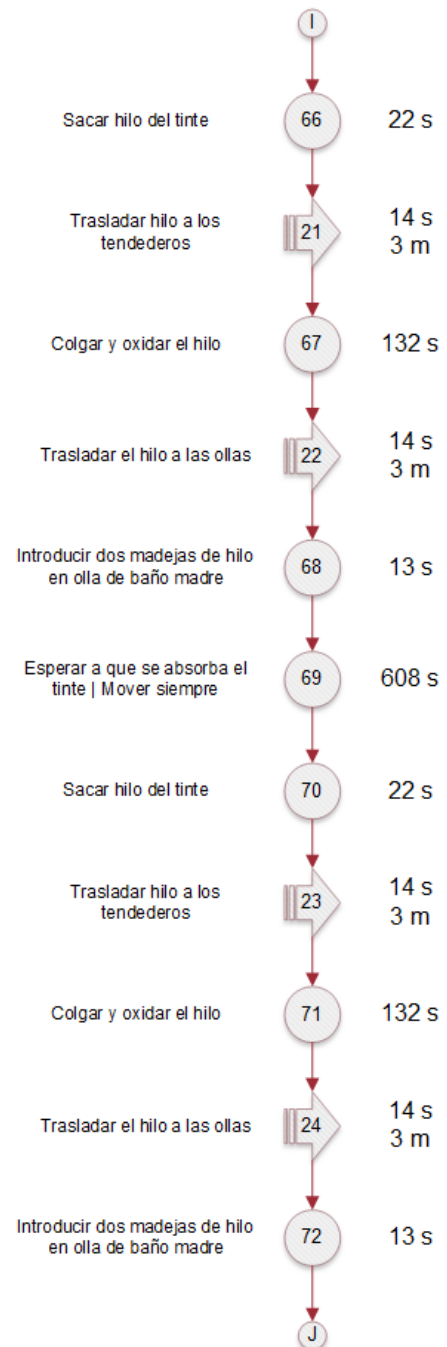 I
Sacar hilo del tinte
66
22 s
Trasladar hilo a los
tendederos
21
14 s
3 m
Colgar y oxidar el hilo
67
132 s
Trasladar el hilo a las ollas
22
14 s
3 m
Introducir dos madejas de hilo
en olla de baño madre
68
13 s
Esperar a que se absorba el
tinte | Mover siempre
69
608 s
Sacar hilo del tinte
70
22 s
Trasladar hilo a los
tendederos
23
14 s
3 m
Colgar y oxidar el hilo
71
132 s
Trasladar el hilo a las ollas
24
14 s
3 m
Introducir dos madejas de hilo
en olla de baño madre
72
13 s
J